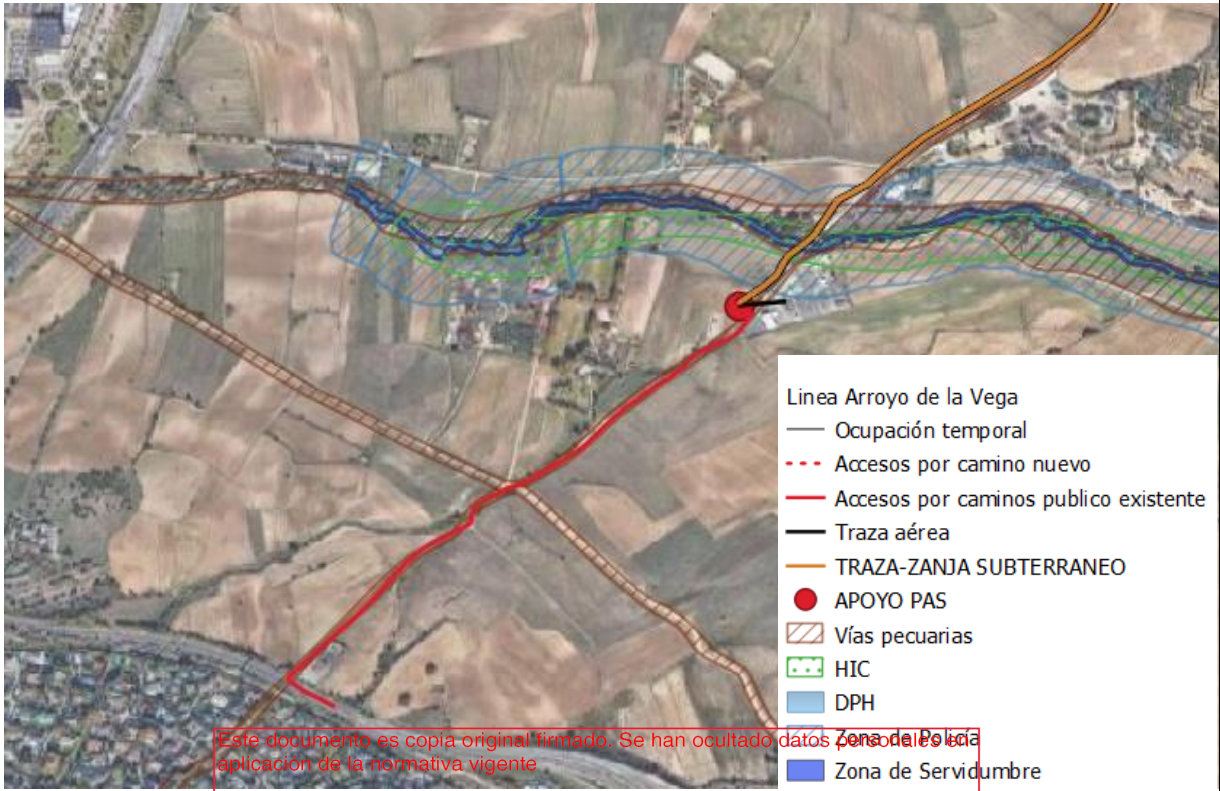 Linea Arroyo de la Vega
Ocupación temporal
Accesos por camino nuevo
Accesos por caminos publico existente
Traza aérea
TRAZA-ZANJA SUBTERRANEO
APOYO PAS
Vías pecuarias
HIC
DPH
Zona de Policía
Zona de Servidumbre
Este documento es copia original firmado. Se han ocultado datos personales en
aplicación de la normativa vigente